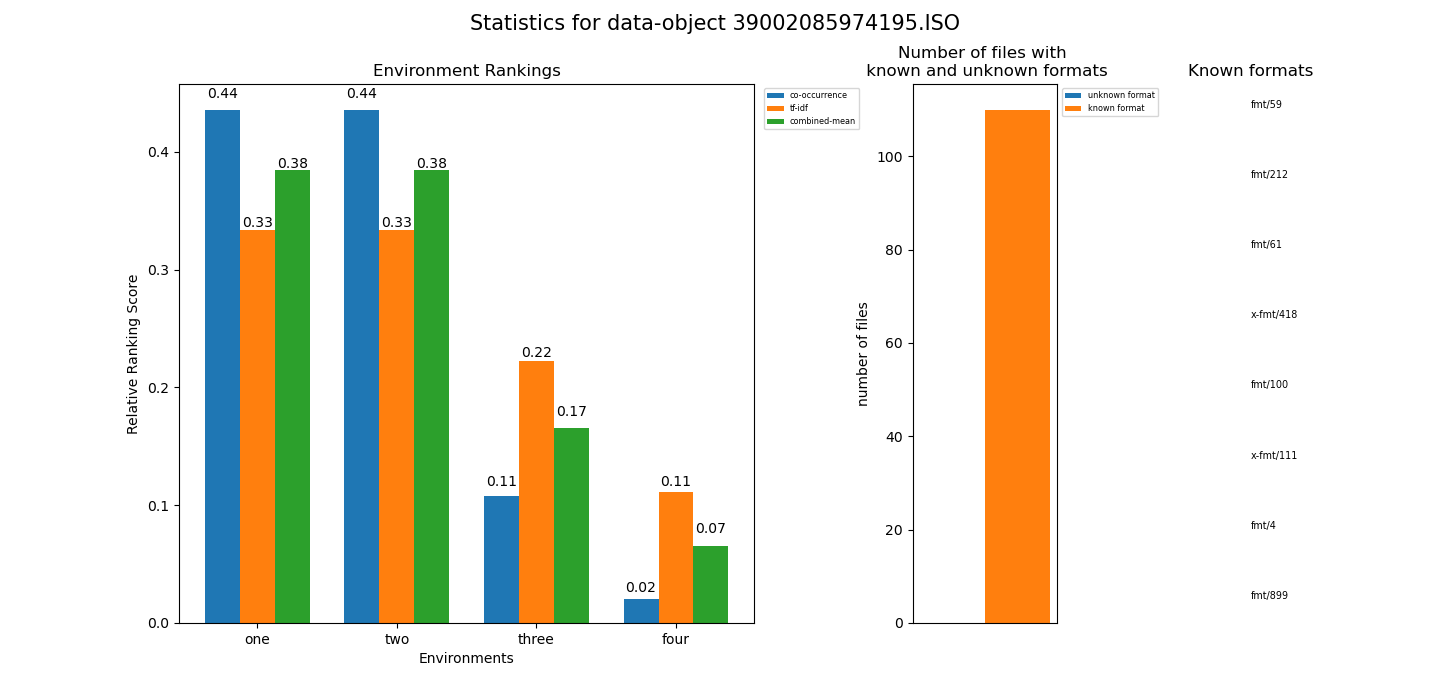 Statistics for data-object 39002085974195.ISO
Environment Rankings
0.44
0.44
0.38
0.38
0.33
0.33
0.22
0.17
0.11
0.11
0.07
0.02
0.4
0.3
0.2
0.1
0.0
Relative Ranking Score
one two three four
Environments
co-occurrence
tf-idf
combined-mean
Number of files with
known and unknown formats
100
80
60
40
20
0
number of files
unknown format
known format
Known formats
fmt/59
fmt/212
fmt/61
x-fmt/418
fmt/100
x-fmt/111
fmt/4
fmt/899